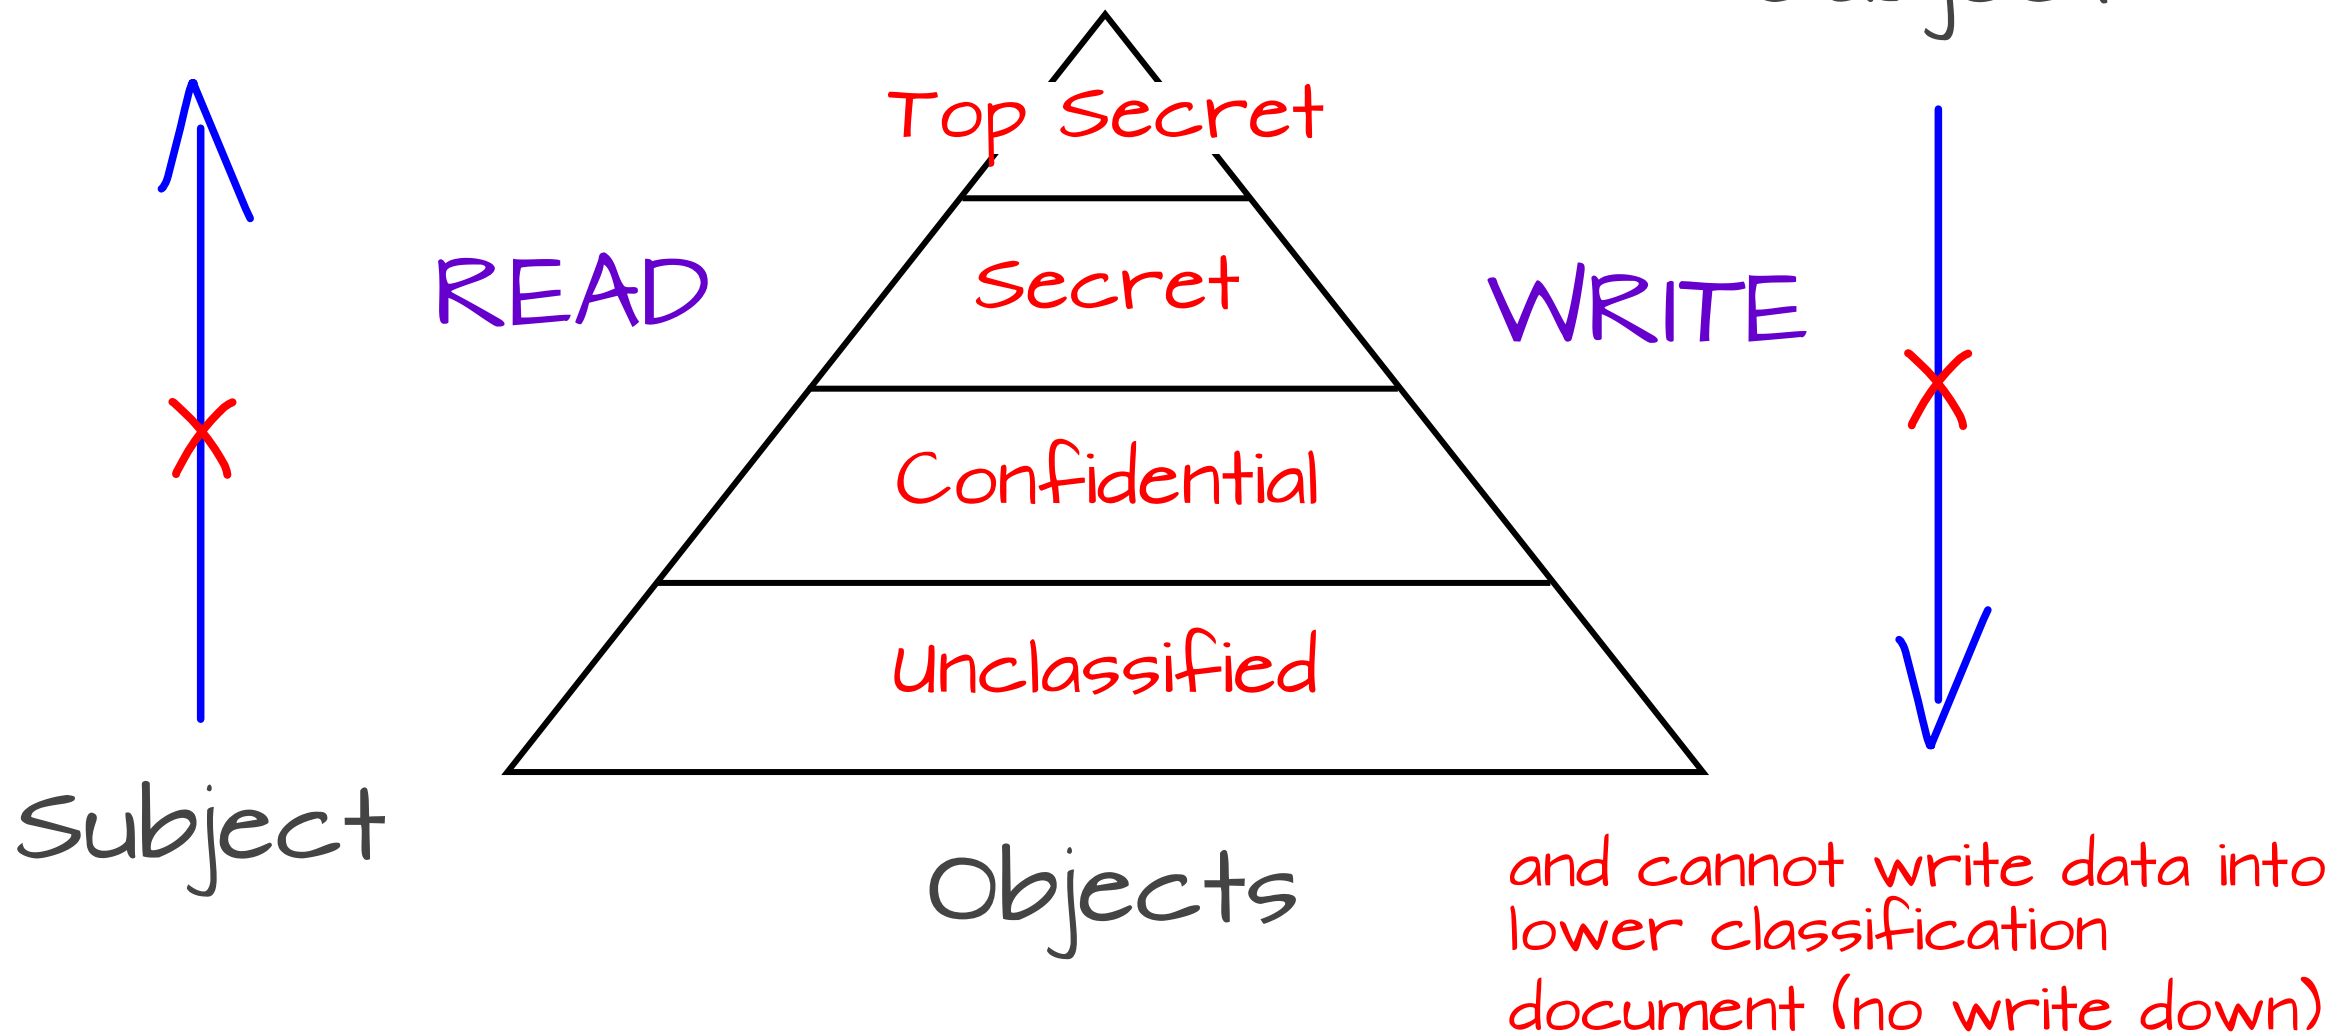 Top Secret
READ
Secret
WRITE
Confidential
Unclassified
Subject
Objects
and cannot write data into
lower classification
document (no write down)